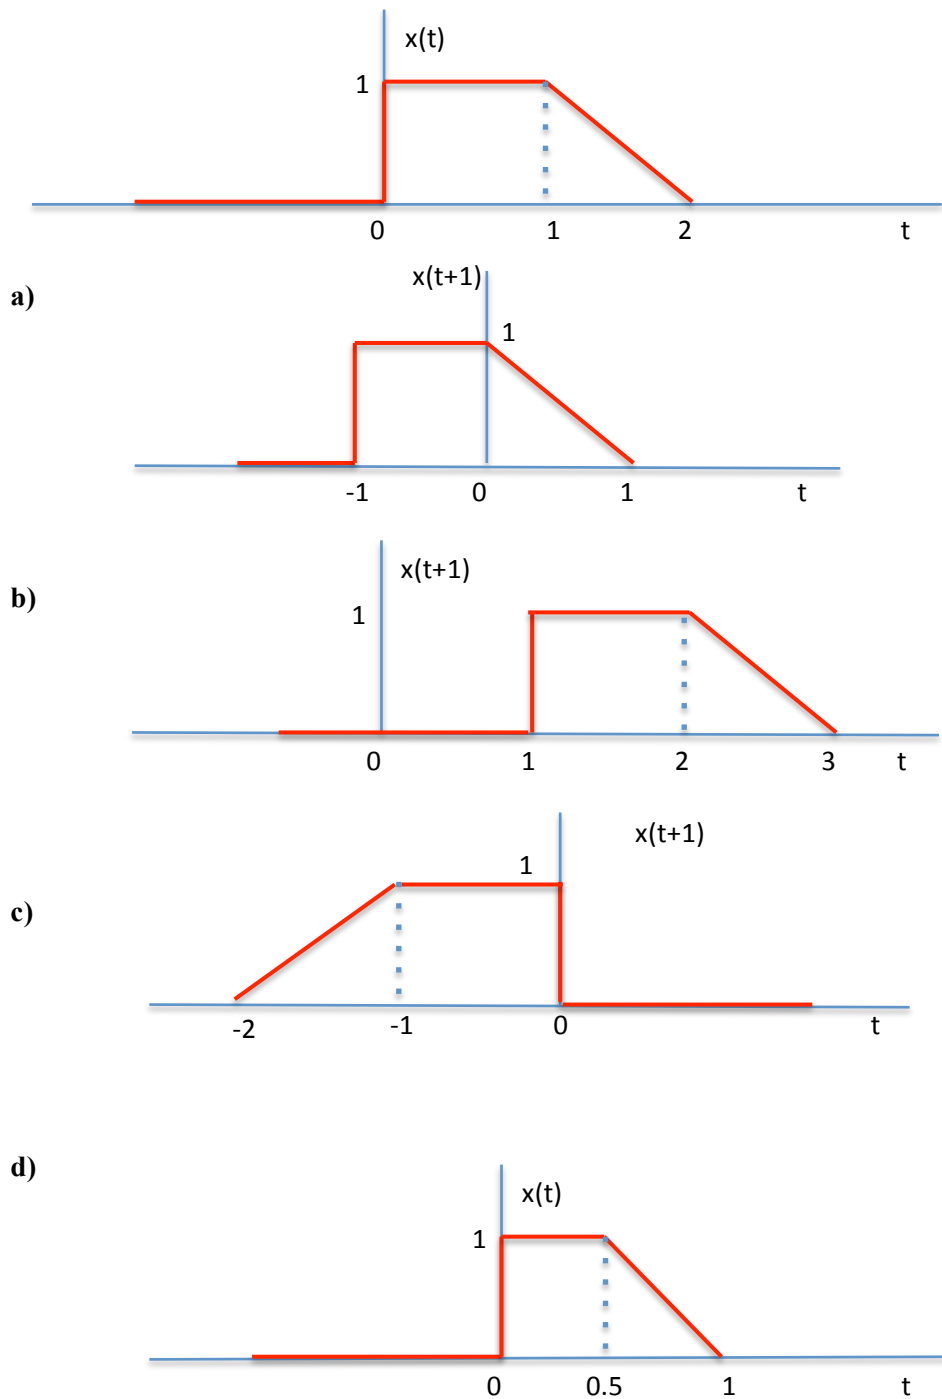 x(t)
1
0 1 2 t
x(t+1)
a)
1
-1 0 1 t
x(t+1)
b)
1
0 1 2 3 t
x(t+1)
1
c)
-2 -1 0 t
d)
x(t)
1
0 0.5 1 t